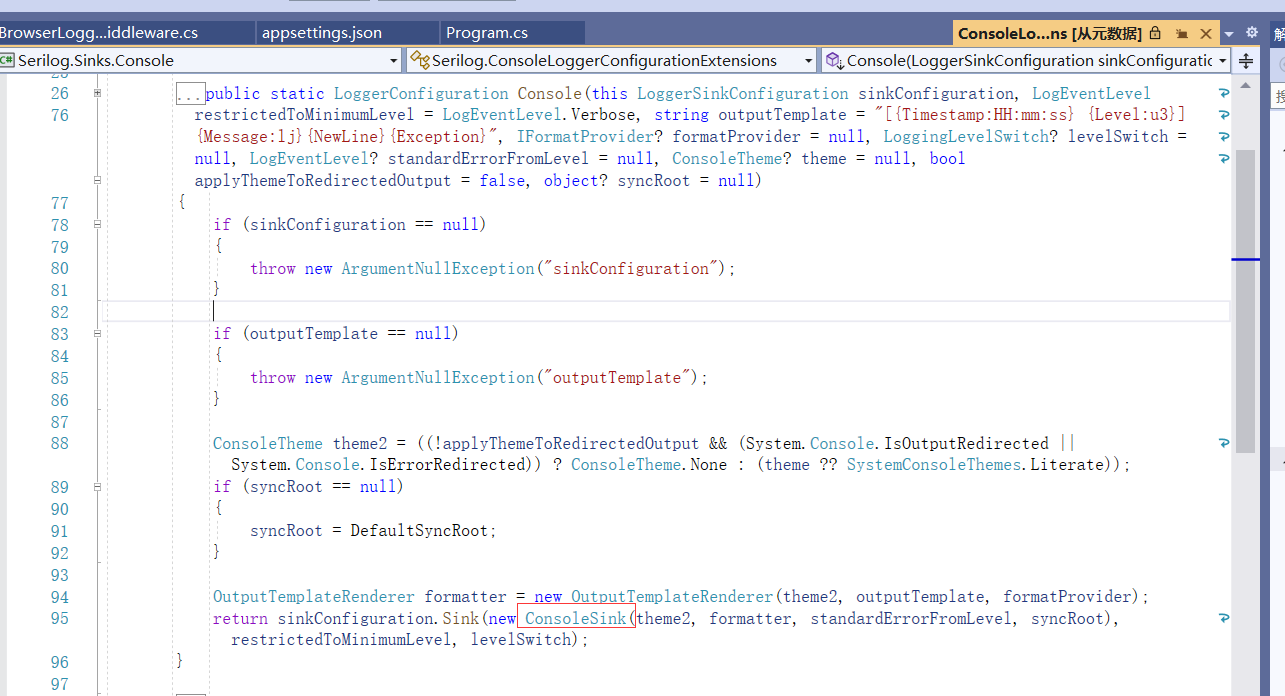 BrowserLogg...iddleware.cs appsettings.json Program.cs ConsoleLo...ns [从元数据]
C# Serilog.Sinks.Console Serilog.ConsoleLoggerConfigurationExtensions Console(LoggerSinkConfiguration sinkConfiguratic
26 ...public static LoggerConfiguration Console(this LoggerSinkConfiguration sinkConfiguration, LogEventLevel
76 restrictedToMinimumLevel = LogEventLevel.Verbose, string outputTemplate = "[{Timestamp:HH:mm:ss} {Level:u3}]
{Message:lj}{NewLine}{Exception}", IFormatProvider? formatProvider = null, LoggingLevelSwitch? levelSwitch =
null, LogEventLevel? standardErrorFromLevel = null, ConsoleTheme? theme = null, bool
applyThemeToRedirectedOutput = false, object? syncRoot = null)
77 {
78 if (sinkConfiguration == null)
79 {
80 throw new ArgumentNullException("sinkConfiguration");
81 }
82
83 if (outputTemplate == null)
84 {
85 throw new ArgumentNullException("outputTemplate");
86 }
87
88 ConsoleTheme theme2 = ((!applyThemeToRedirectedOutput && (System.Console.IsOutputRedirected ||
System.Console.IsErrorRedirected)) ? ConsoleTheme.None : (theme ?? SystemConsoleThemes.Literate));
89 if (syncRoot == null)
90 {
91 syncRoot = DefaultSyncRoot;
92 }
93
94 OutputTemplateRenderer formatter = new OutputTemplateRenderer(theme2, outputTemplate, formatProvider);
95 return sinkConfiguration.Sink(new ConsoleSink(theme2, formatter, standardErrorFromLevel, syncRoot),
restrictedToMinimumLevel, levelSwitch);
96 }
97